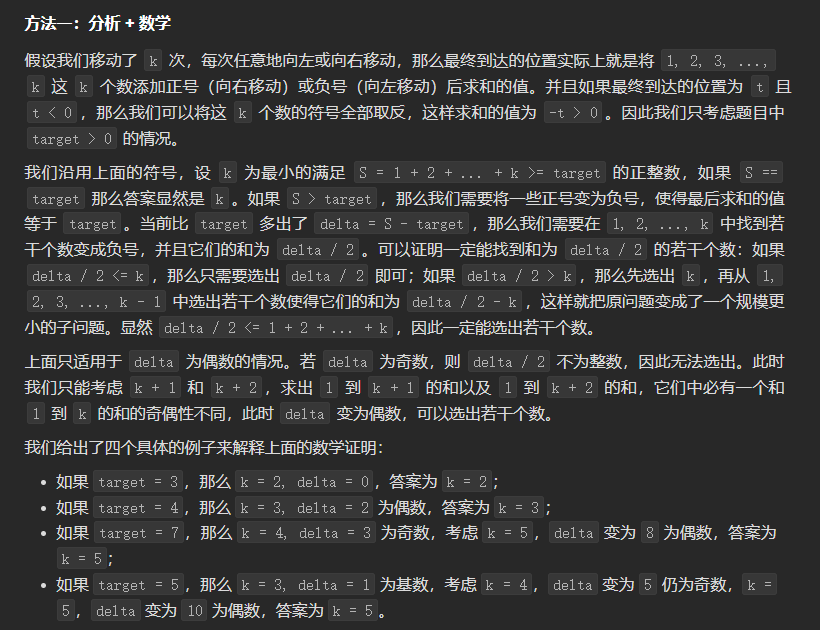 方法一：分析 + 数学
假设我们移动了 k 次，每次任意地向左或向右移动，那么最终到达的位置实际上就是将 1, 2, 3, ...,
k 这 k 个数添加正号（向右移动）或负号（向左移动）后求和的值。并且如果最终到达的位置为 t 且
t < 0 ，那么我们可以将这 k 个数的符号全部取反，这样求和的值为 -t > 0 。因此我们只考虑题目中
target > 0 的情况。
我们沿用上面的符号，设 k 为最小的满足 S = 1 + 2 + ... + k >= target 的正整数，如果 S ==
target 那么答案显然是 k 。如果 S > target ，那么我们需要将一些正号变为负号，使得最后求和的值
等于 target 。当前比 target 多出了 delta = S - target ，那么我们需要在 1, 2, ..., k 中找到若
干个数变成负号，并且它们的和为 delta / 2 。可以证明一定能找到和为 delta / 2 的若干个数：如果
delta / 2 <= k ，那么只需要选出 delta / 2 即可；如果 delta / 2 > k ，那么先选出 k ，再从 1,
2, 3, ..., k - 1 中选出若干个数使得它们的和为 delta / 2 - k ，这样就把原问题变成了一个规模更
小的子问题。显然 delta / 2 <= 1 + 2 + ... + k ，因此一定能选出若干个数。
上面只适用于 delta 为偶数的情况。若 delta 为奇数，则 delta / 2 不为整数，因此无法选出。此时
我们只能考虑 k + 1 和 k + 2 ，求出 1 到 k + 1 的和以及 1 到 k + 2 的和，它们中必有一个和
1 到 k 的和的奇偶性不同，此时 delta 变为偶数，可以选出若干个数。
我们给出了四个具体的例子来解释上面的数学证明：
• 如果 target = 3 ，那么 k = 2, delta = 0 ，答案为 k = 2 ；
• 如果 target = 4 ，那么 k = 3, delta = 2 为偶数，答案为 k = 3 ；
• 如果 target = 7 ，那么 k = 4, delta = 3 为奇数，考虑 k = 5 ， delta 变为 8 为偶数，答案为
k = 5 ；
• 如果 target = 5 ，那么 k = 3, delta = 1 为基数，考虑 k = 4 ， delta 变为 5 仍为奇数， k =
5 ， delta 变为 10 为偶数，答案为 k = 5 。